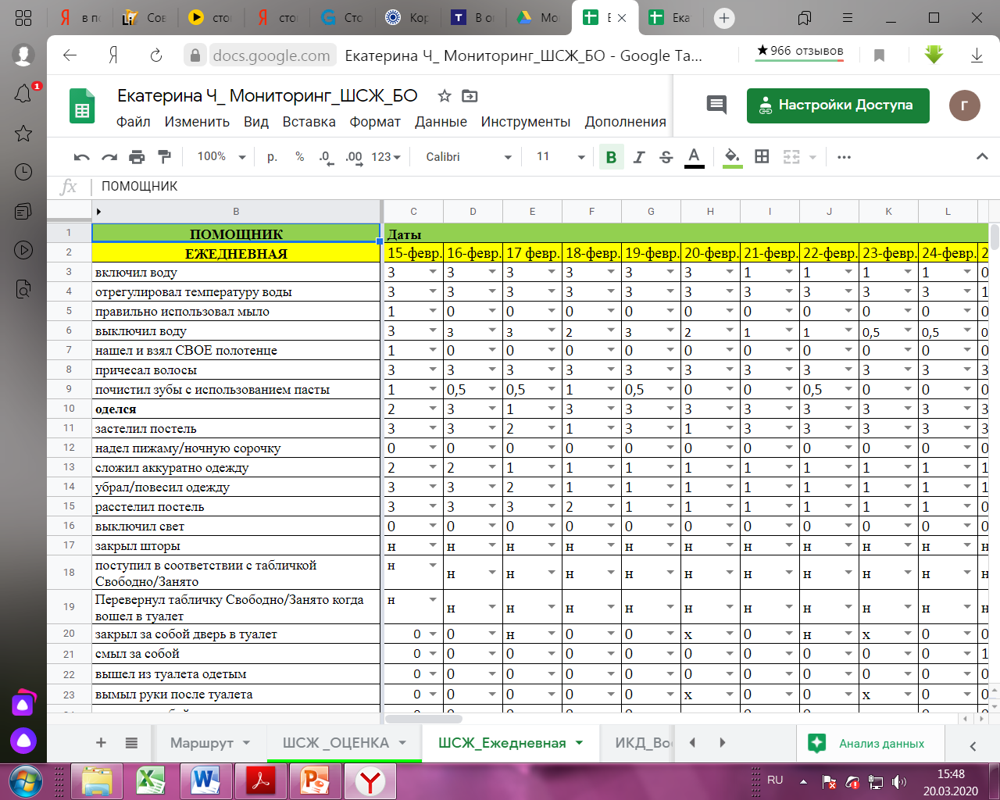 в п
Сов
сто
сто
Сто
Кор
В о
Мо
Е
Ека
docs.google.com Екатерина Ч_ Мониторинг_ШСЖ_БО - Google Та... ★966 отзывов
1
Екатерина Ч_ Мониторинг_ШСЖ_БО
Файл Изменить Вид Вставка Формат Данные Инструменты Дополнения
Настройки Доступа
г
100% р. % .0 .00 123 Calibri 11 B I S A ...
fx ПОМОЩНИК
B C D E F G H I J K L
1 ПОМОЩНИК Даты
2 ЕЖЕДНЕВНАЯ 15-февр. 16-февр. 17 февр. 18-февр. 19-февр. 20-февр. 21-февр. 22-февр. 23-февр. 24-февр. 2
3 включил воду 3 3 3 3 3 3 1 1 1 1 0
4 отрегулировал температуру воды 3 3 3 3 3 3 3 3 3 3 1
5 правильно использовал мыло 1 0 0 0 0 0 0 0 0 0 0
6 выключил воду 3 3 3 2 3 2 1 1 0,5 0,5 0
7 нашел и взял СВОЕ полотенце 1 0 0 0 0 0 0 0 0 0 0
8 причесал волосы 3 3 3 3 3 3 3 3 3 3 3
9 почистил зубы с использованием пасты 1 0,5 0,5 1 0,5 0 0 0,5 0 0 0
10 оделся 2 3 1 3 3 3 3 3 3 3 3
11 застелил постель 3 3 2 1 3 1 3 3 3 3 3
12 надел пижаму/ночную сорочку 0 0 0 0 0 0 0 0 0 0 0
13 сложил аккуратно одежду 2 2 1 1 1 1 1 1 1 1 1
14 убрал/повесил одежду 3 3 2 1 1 1 1 1 1 1 1
15 расстелил постель 3 3 3 2 1 1 1 1 1 1 0
16 выключил свет 0 0 0 0 0 0 0 0 0 0 0
17 закрыл шторы н н н н н н н н н н н
18 поступил в соответствии с табличкой
Свободно/Занято н н н н н н н н н н н
19 Перевернул табличку Свободно/Занято когда
вошел в туалет н н н н н н н н н н н
20 закрыл за собой дверь в туалет 0 0 н 0 0 х 0 н х 0 0
21 смыл за собой 0 0 0 0 0 0 0 0 0 0 1
22 вышел из туалета одетым 0 0 0 0 0 0 0 0 0 0 0
23 вымыл руки после туалета 0 0 0 0 0 х 0 0 х 0 0
Маршрут ШСЖ _ОЦЕНКА ШСЖ_Ежедневная ИКД_Во
Анализ данных
RU
15:48
20.03.2020